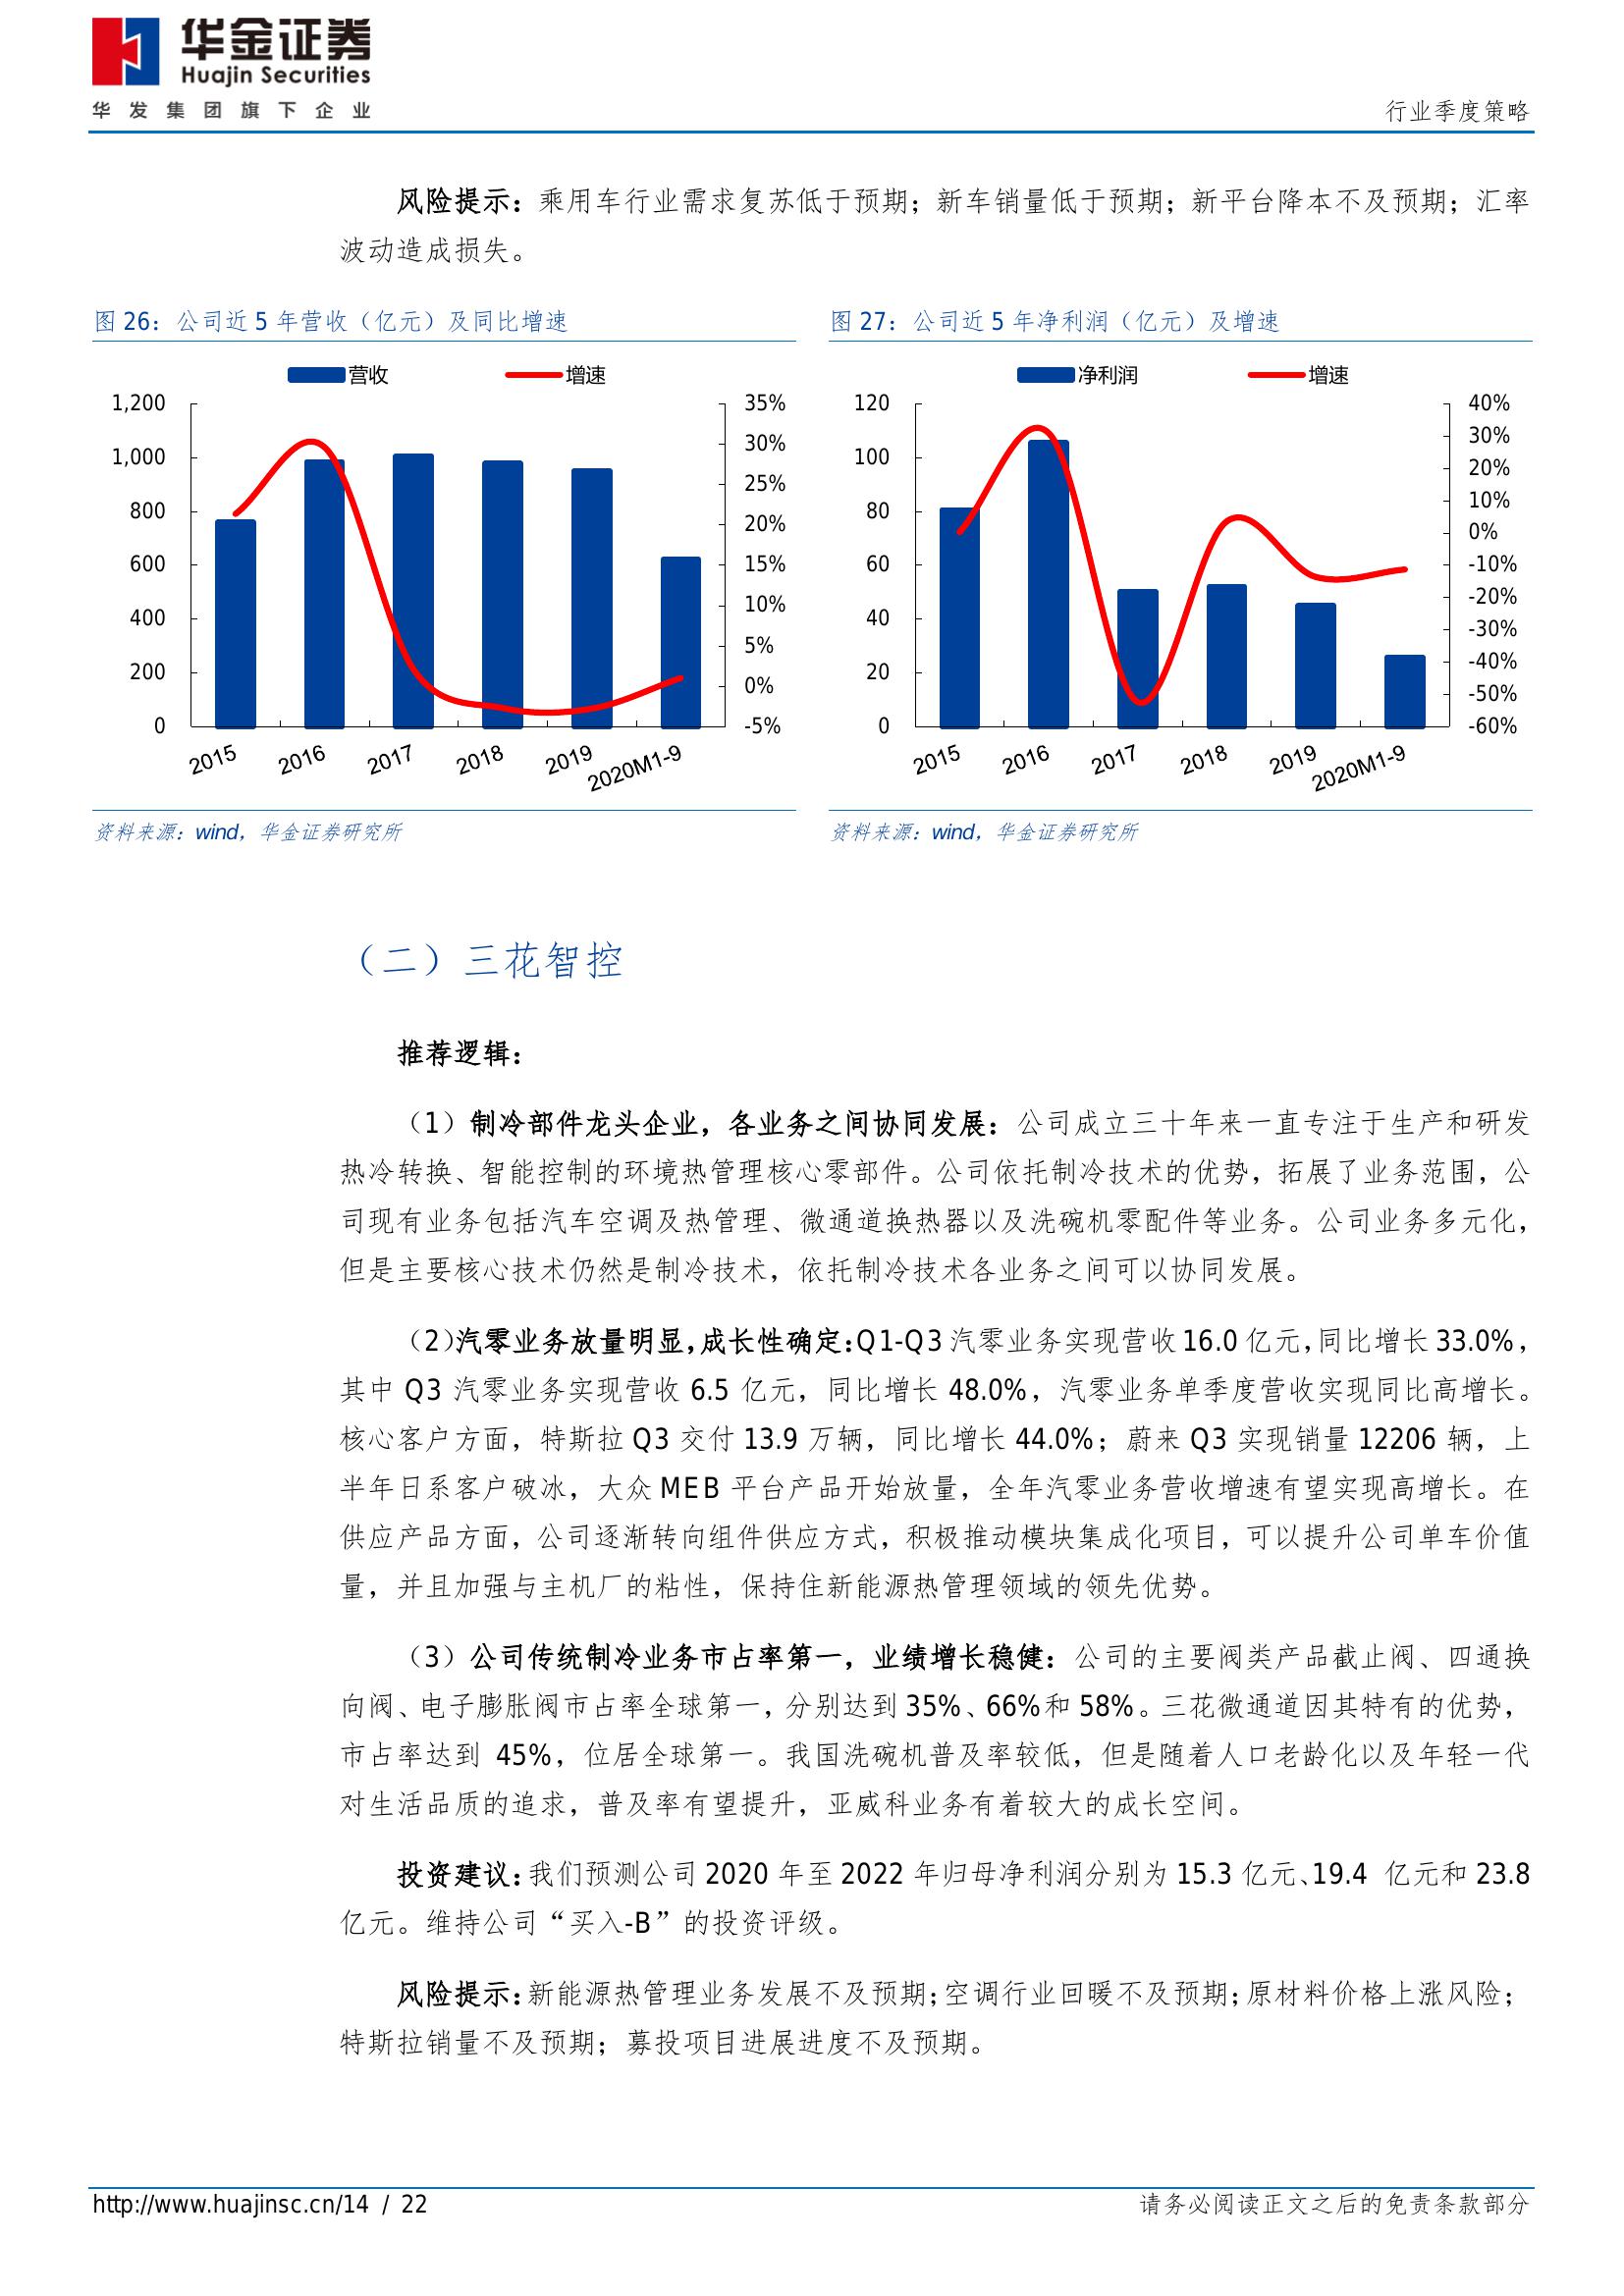 华金证券
Huajin Securities
华发集团旗下企业
行业季度策略
风险提示：乘用车行业需求复苏低于预期；新车销量低于预期；新平台降本不及预期；汇率
波动造成损失。
图 26：公司近 5 年营收（亿元）及同比增速
营收 增速
1,200
1,000
800
600
400
200
0
35%
30%
25%
20%
15%
10%
5%
0%
-5%
2015 2016 2017 2018 2019 2020M1-9
资料来源：wind，华金证券研究所
图 27：公司近 5 年净利润（亿元）及增速
净利润 增速
120
100
80
60
40
20
0
40%
30%
20%
10%
0%
-10%
-20%
-30%
-40%
-50%
-60%
2015 2016 2017 2018 2019 2020M1-9
资料来源：wind，华金证券研究所
（二）三花智控
推荐逻辑：
（1）制冷部件龙头企业，各业务之间协同发展：公司成立三十年来一直专注于生产和研发
热冷转换、智能控制的环境热管理核心零部件。公司依托制冷技术的优势，拓展了业务范围，公
司现有业务包括汽车空调及热管理、微通道换热器以及洗碗机零配件等业务。公司业务多元化，
但是主要核心技术仍然是制冷技术，依托制冷技术各业务之间可以协同发展。
（2）汽零业务放量明显，成长性确定：Q1-Q3 汽零业务实现营收 16.0 亿元，同比增长 33.0%，
其中 Q3 汽零业务实现营收 6.5 亿元，同比增长 48.0%，汽零业务单季度营收实现同比高增长。
核心客户方面，特斯拉 Q3 交付 13.9 万辆，同比增长 44.0%；蔚来 Q3 实现销量 12206 辆，上
半年日系客户破冰，大众 MEB 平台产品开始放量，全年汽零业务营收增速有望实现高增长。在
供应产品方面，公司逐渐转向组件供应方式，积极推动模块集成化项目，可以提升公司单车价值
量，并且加强与主机厂的粘性，保持住新能源热管理领域的领先优势。
（3）公司传统制冷业务市占率第一，业绩增长稳健：公司的主要阀类产品截止阀、四通换
向阀、电子膨胀阀市占率全球第一，分别达到 35%、66%和 58%。三花微通道因其特有的优势，
市占率达到 45%，位居全球第一。我国洗碗机普及率较低，但是随着人口老龄化以及年轻一代
对生活品质的追求，普及率有望提升，亚威科业务有着较大的成长空间。
投资建议：我们预测公司 2020 年至 2022 年归母净利润分别为 15.3 亿元、19.4 亿元和 23.8
亿元。维持公司“买入-B”的投资评级。
风险提示：新能源热管理业务发展不及预期；空调行业回暖不及预期；原材料价格上涨风险；
特斯拉销量不及预期；募投项目进展进度不及预期。
http://www.huajinsc.cn/14 / 22
请务必阅读正文之后的免责条款部分